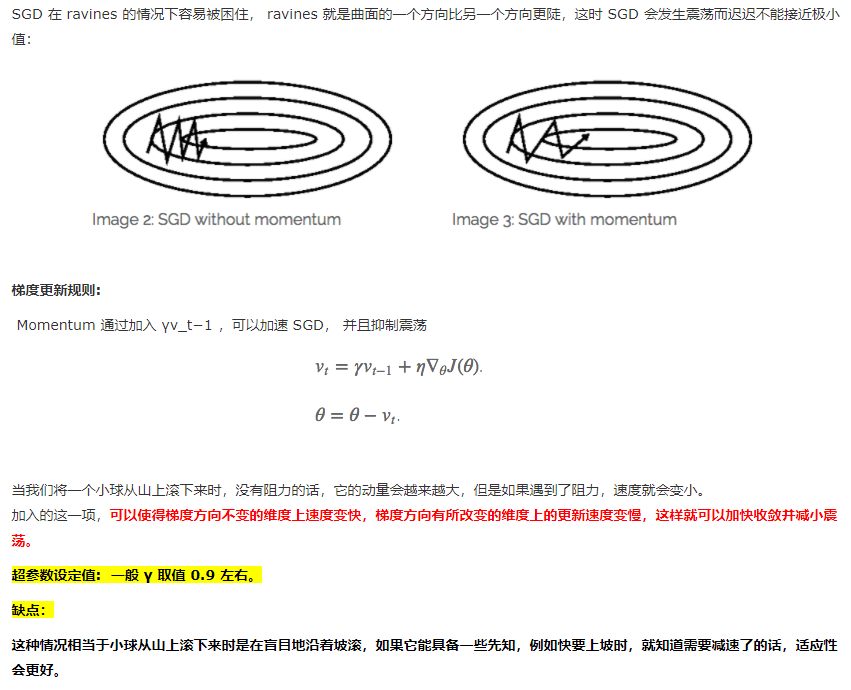 SGD 在 ravines 的情况下容易被困住， ravines 就是曲面的一个方向比另一个方向更陡，这时 SGD 会发生震荡而迟迟不能接近极小
值：
Image 2: SGD without momentum
Image 3: SGD with momentum
梯度更新规则:
Momentum 通过加入 γv_t−1 ，可以加速 SGD， 并且抑制震荡
vₜ = γvₜ₋₁ + η∇θJ(θ).
θ = θ − vₜ.
当我们将一个小球从山上滚下来时，没有阻力的话，它的动量会越来越大，但是如果遇到了阻力，速度就会变小。
加入的这一项，可以使得梯度方向不变的维度上速度变快，梯度方向有所改变的维度上的更新速度变慢，这样就可以加快收敛并减小震
荡。
超参数设定值: 一般 γ 取值 0.9 左右。
缺点：
这种情况相当于小球从山上滚下来时是在盲目地沿着坡滚，如果它能具备一些先知，例如快要上坡时，就知道需要减速了的话，适应性
会更好。